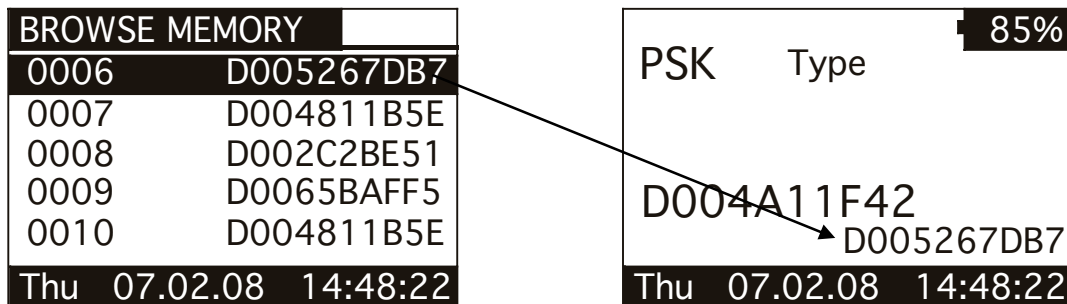 BROWSE MEMORY
0006 D005267DB7
0007 D004811B5E
0008 D002C2BE51
0009 D0065BAFF5
0010 D004811B5E
Thu 07.02.08 14:48:22
85%
PSK Type
D004A11F42
D005267DB7
Thu 07.02.08 14:48:22